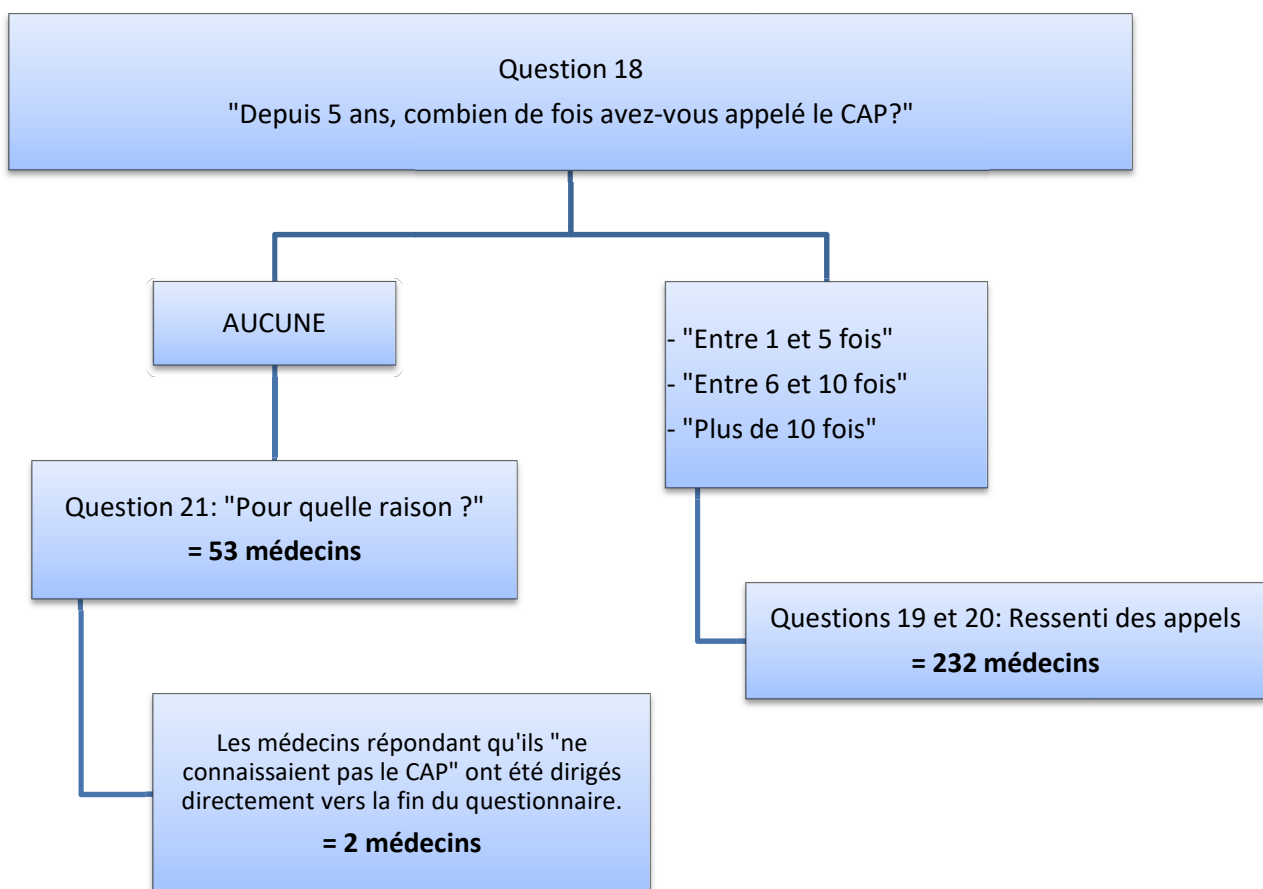 Question 18
"Depuis 5 ans, combien de fois avez-vous appelé le CAP?"
AUCUNE
- "Entre 1 et 5 fois"
- "Entre 6 et 10 fois"
- "Plus de 10 fois"
Question 21: "Pour quelle raison ?"
= 53 médecins
Questions 19 et 20: Ressenti des appels
= 232 médecins
Les médecins répondant qu'ils "ne
connaissaient pas le CAP" ont été dirigés
directement vers la fin du questionnaire.
= 2 médecins